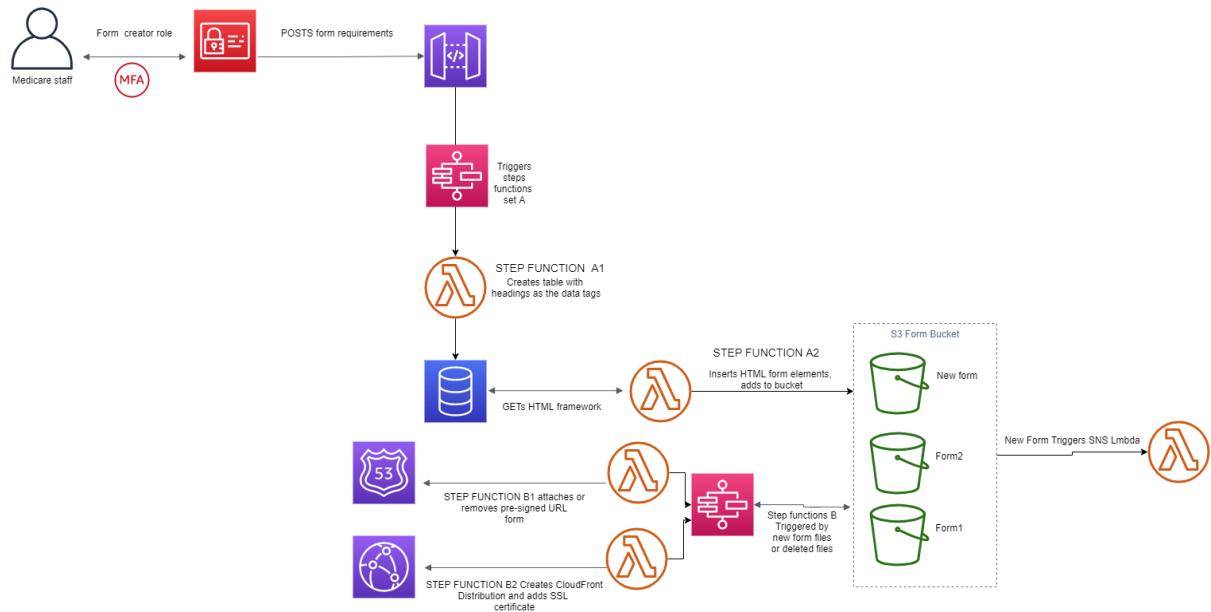 Form  creator role
POSTS form requirements
MFA
Medicare staff
Triggers
steps
functions
set A
STEP FUNCTION  A1
Creates table with
headings as the data tags
STEP FUNCTION A2
Inserts HTML form elements,
adds to bucket
GETs HTML framework
S3 Form Bucket
New form
Form2
Form1
New Form Triggers SNS Lmbda
53
STEP FUNCTION B1 attaches or
removes pre-signed URL
form
Step functions B
Triggered by
new form files
or deleted files
STEP FUNCTION B2 Creates CloudFront
Distribution and adds SSL
certificate